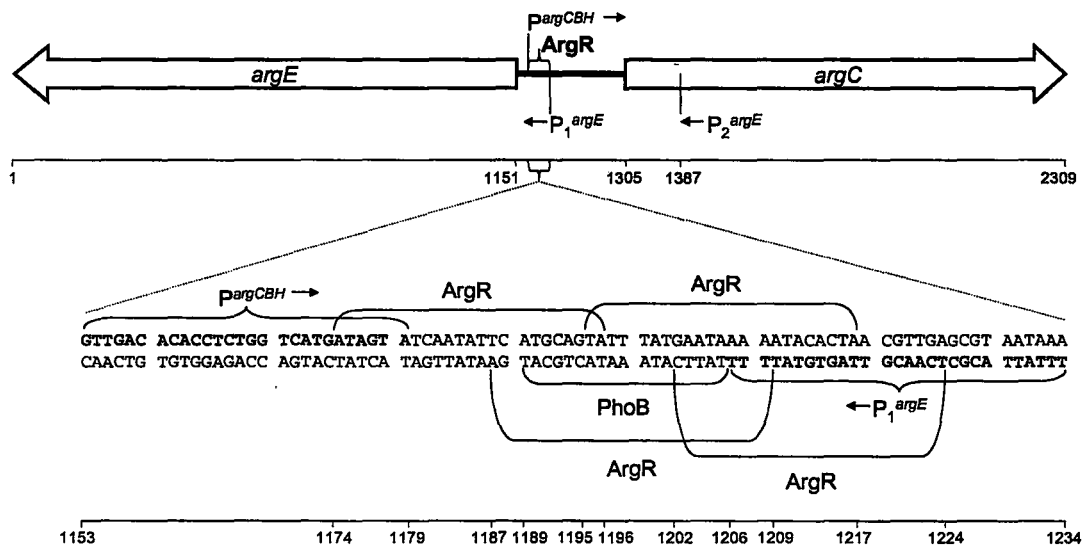 P argCBH →
ArgR
argE
argC
← P1 argE
← P2 argE
1 1151 1305 1387 2309
P argCBH →
ArgR
ArgR
GTTGAC ACACCTCTGG TCATGATAGT ATCAATATTC ATGCAGTATT TATGAATAAA AATACACTAA CGTTGAGCGT AATAAA
CAACTG TGTGGAGACC AGTACTATCA TAGTTATAAG TACGTCATAA ATACTTATTT TTATGTGATT GCAACTCGCA TTATTT
PhoB
← P1 argE
ArgR
ArgR
1153 1174 1179 1187 1189 1195 1196 1202 1206 1209 1217 1224 1234